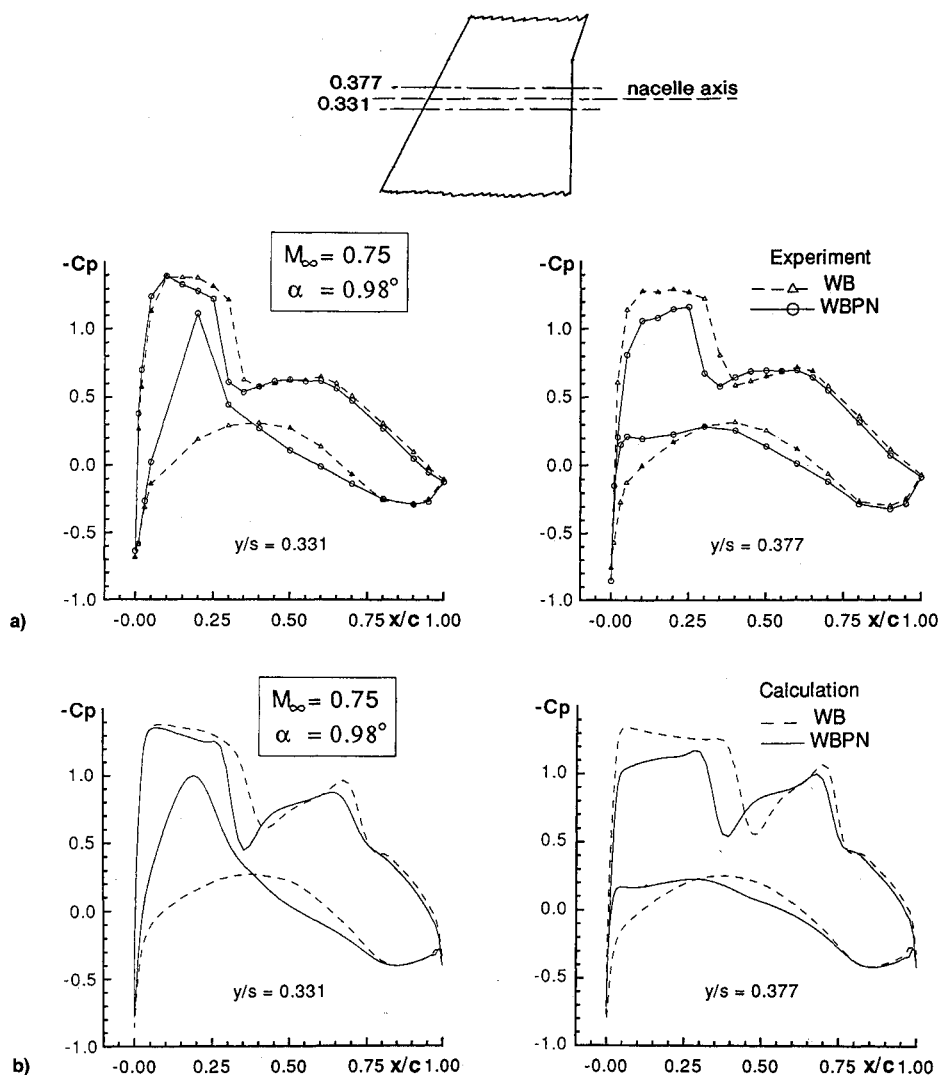 0.377
0.331
nacelle axis
-Cp
M∞ = 0.75
α = 0.98°
1.0
0.5
0.0
-0.5
-1.0
y/s = 0.331
-0.00 0.25 0.50 0.75 x/c 1.00
-Cp
Experiment
WB
WBPN
1.0
0.5
0.0
-0.5
-1.0
y/s = 0.377
-0.00 0.25 0.50 0.75 x/c 1.00
a)
-Cp
M∞ = 0.75
α = 0.98°
1.0
0.5
0.0
-0.5
-1.0
y/s = 0.331
-0.00 0.25 0.50 0.75 x/c 1.00
-Cp
Calculation
WB
WBPN
1.0
0.5
0.0
-0.5
-1.0
y/s = 0.377
-0.00 0.25 0.50 0.75 x/c 1.00
b)